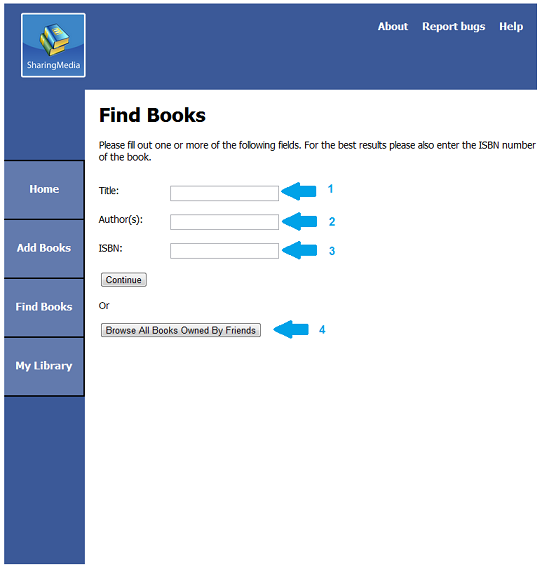 About Report bugs Help
SharingMedia
Find Books
Please fill out one or more of the following fields. For the best results please also enter the ISBN number
of the book.
Home
Title: 1
Author(s): 2
Add Books
ISBN: 3
Continue
Find Books
Or
Browse All Books Owned By Friends 4
My Library